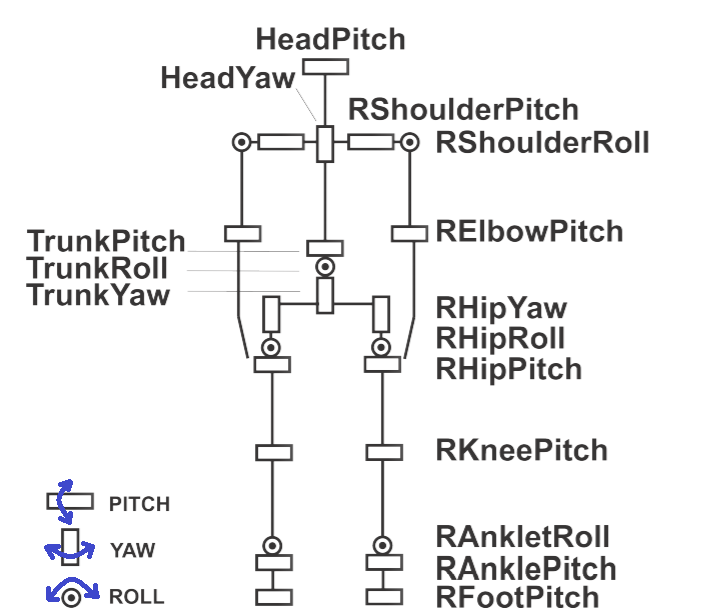 HeadPitch
HeadYaw
RShoulderPitch
RShoulderRoll
TrunkPitch
TrunkRoll
TrunkYaw
RElbowPitch
RHipYaw
RHipRoll
RHipPitch
RKneePitch
RAnkletRoll
RAnklePitch
RFootPitch
PITCH
YAW
ROLL